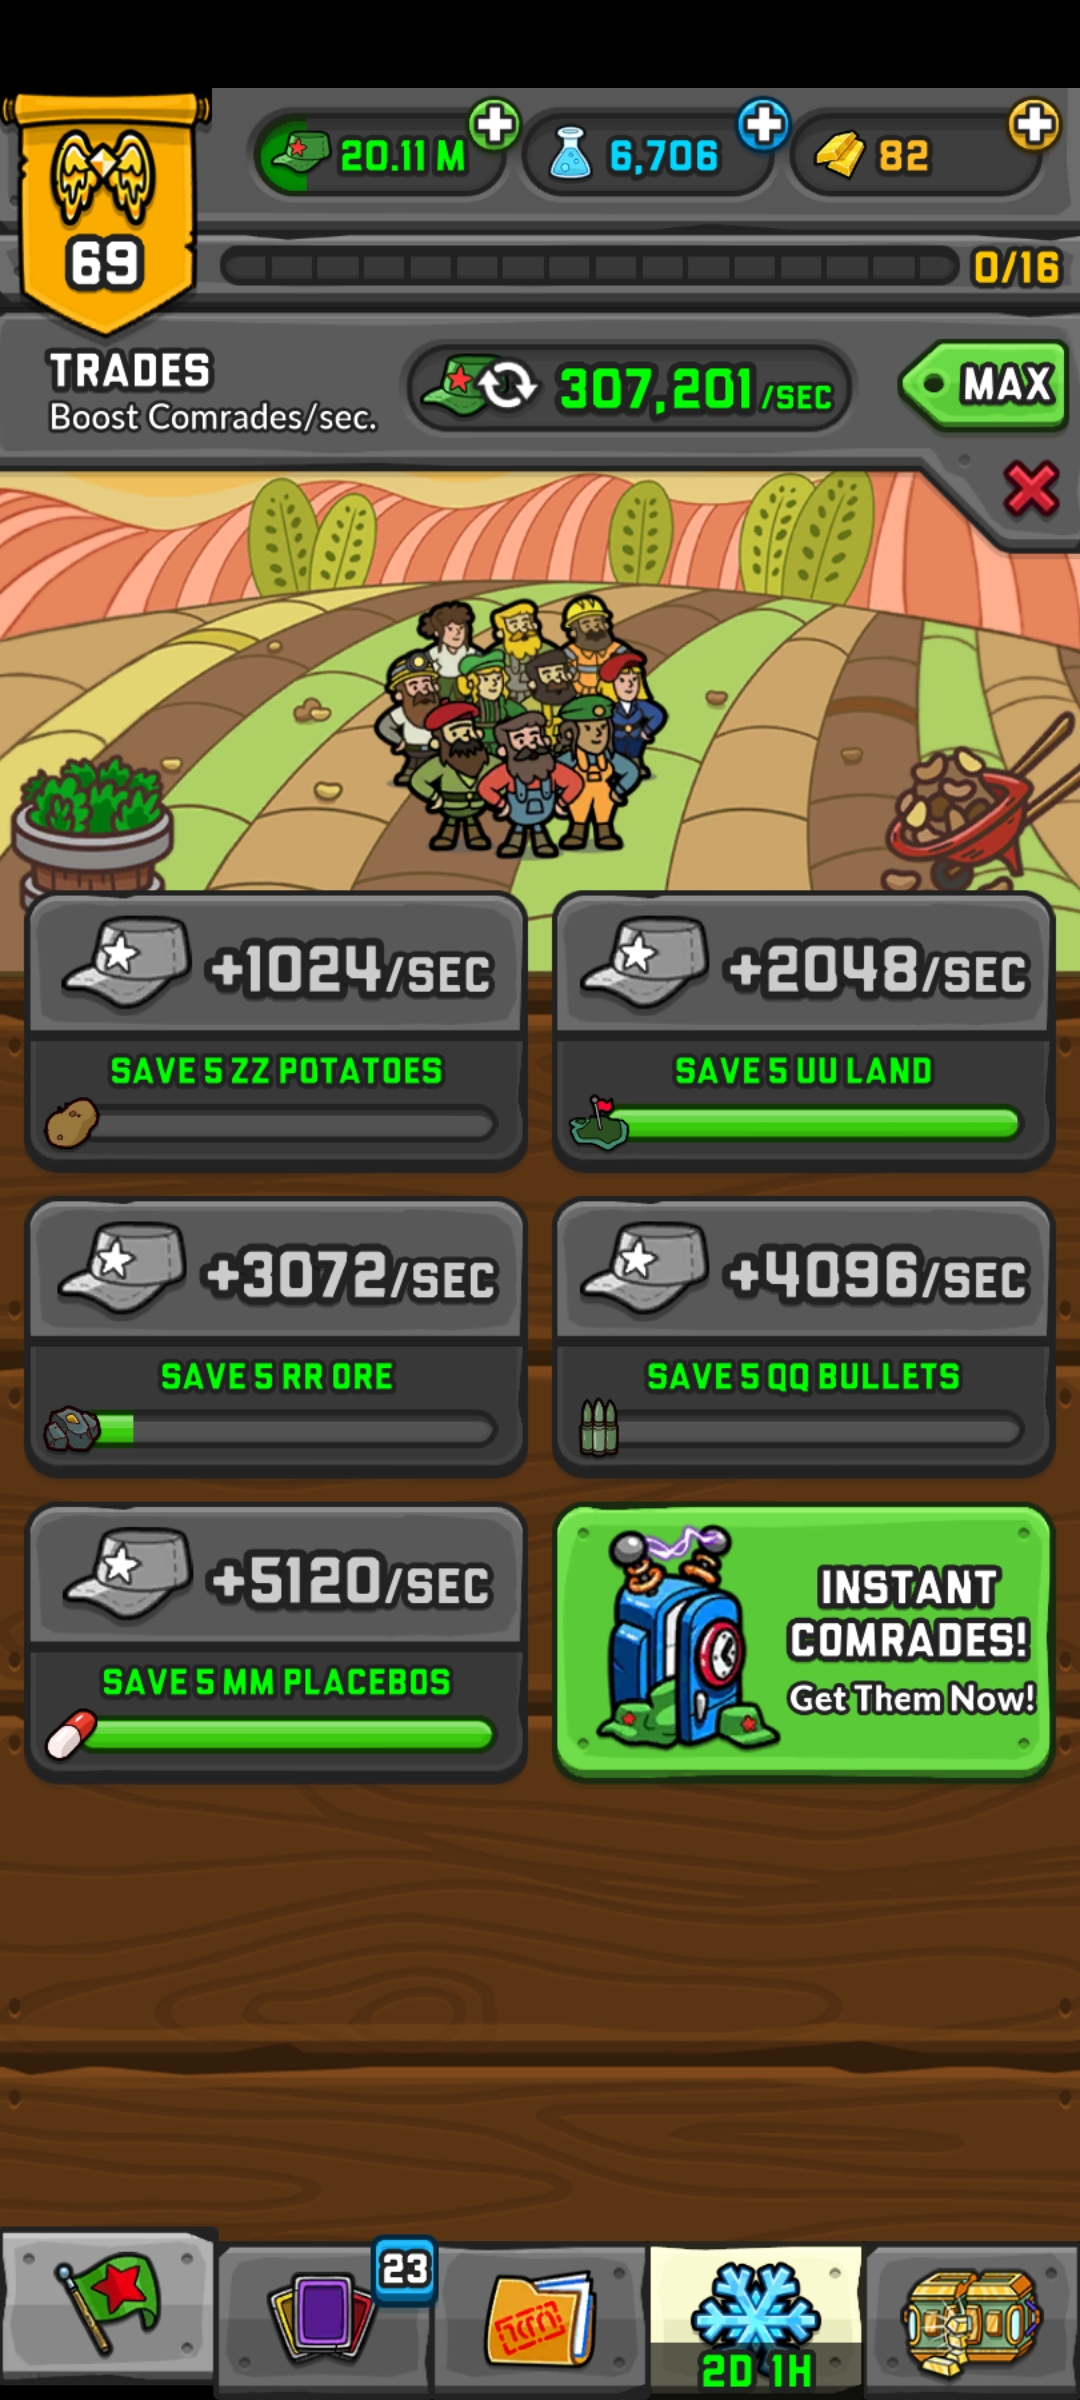 20.11 M
6,706
82
69
0/16
TRADES
Boost Comrades/sec.
307,201/SEC
MAX
+1024/SEC
+2048/SEC
SAVE 5 ZZ POTATOES
SAVE 5 UU LAND
+3072/SEC
+4096/SEC
SAVE 5 RR ORE
SAVE 5 QQ BULLETS
+5120/SEC
SAVE 5 MM PLACEBOS
INSTANT
COMRADES!
Get Them Now!
23
2D 1H